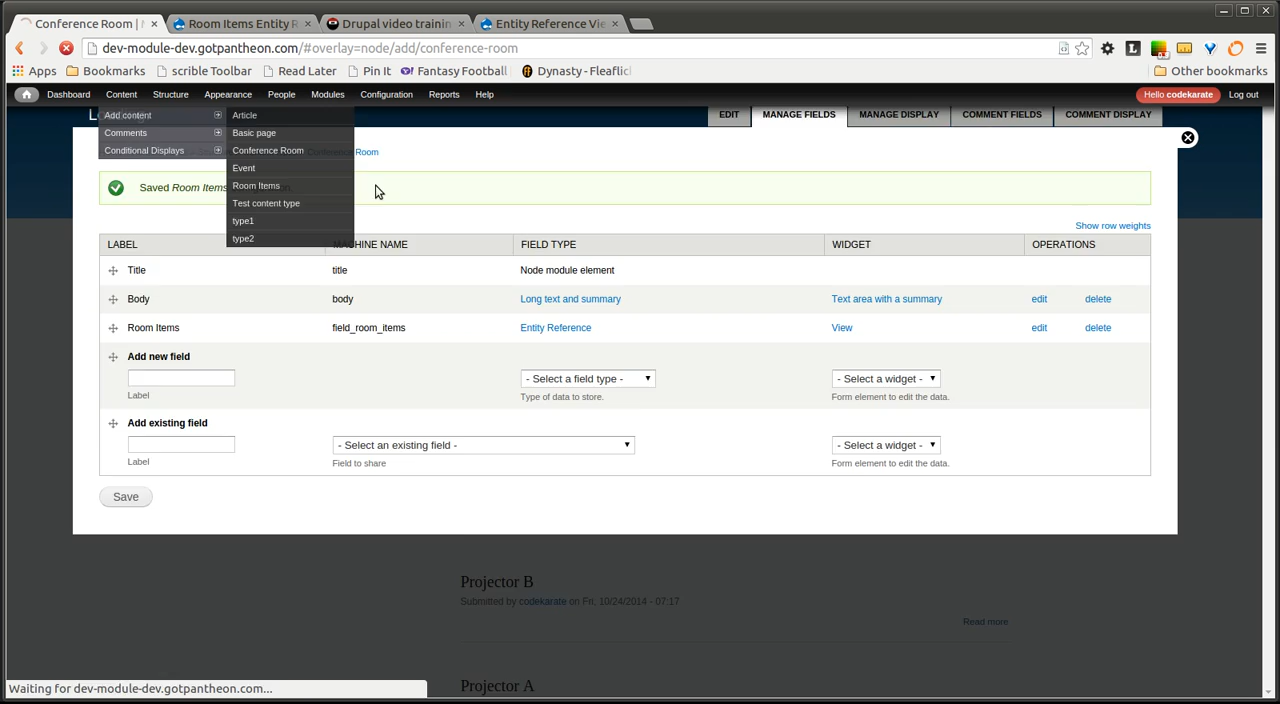 Conference Room | × Room Items Entity R × Drupal video trainin × Entity Reference Vie ×
dev-module-dev.gotpantheon.com/#overlay=node/add/conference-room
Apps Bookmarks scrible Toolbar Read Later Pin It Fantasy Football Dynasty - Fleaflic Other bookmarks
Dashboard Content Structure Appearance People Modules Configuration Reports Help Hello codekarate Log out
Add content Article EDIT MANAGE FIELDS MANAGE DISPLAY COMMENT FIELDS COMMENT DISPLAY
Comments Basic page
Conditional Displays Conference Room Room
Event
Saved Room Items Room Items
Test content type
type1
Show row weights
type2
LABEL MACHINE NAME FIELD TYPE WIDGET OPERATIONS
Title title Node module element
Body body Long text and summary Text area with a summary edit delete
Room Items field_room_items Entity Reference View edit delete
Add new field
- Select a field type - - Select a widget -
Label Type of data to store. Form element to edit the data.
Add existing field
- Select an existing field - - Select a widget -
Label Field to share Form element to edit the data.
Save
Projector B
Submitted by codekarate on Fri, 10/24/2014 - 07:17
Read more
Projector A
Waiting for dev-module-dev.gotpantheon.com...